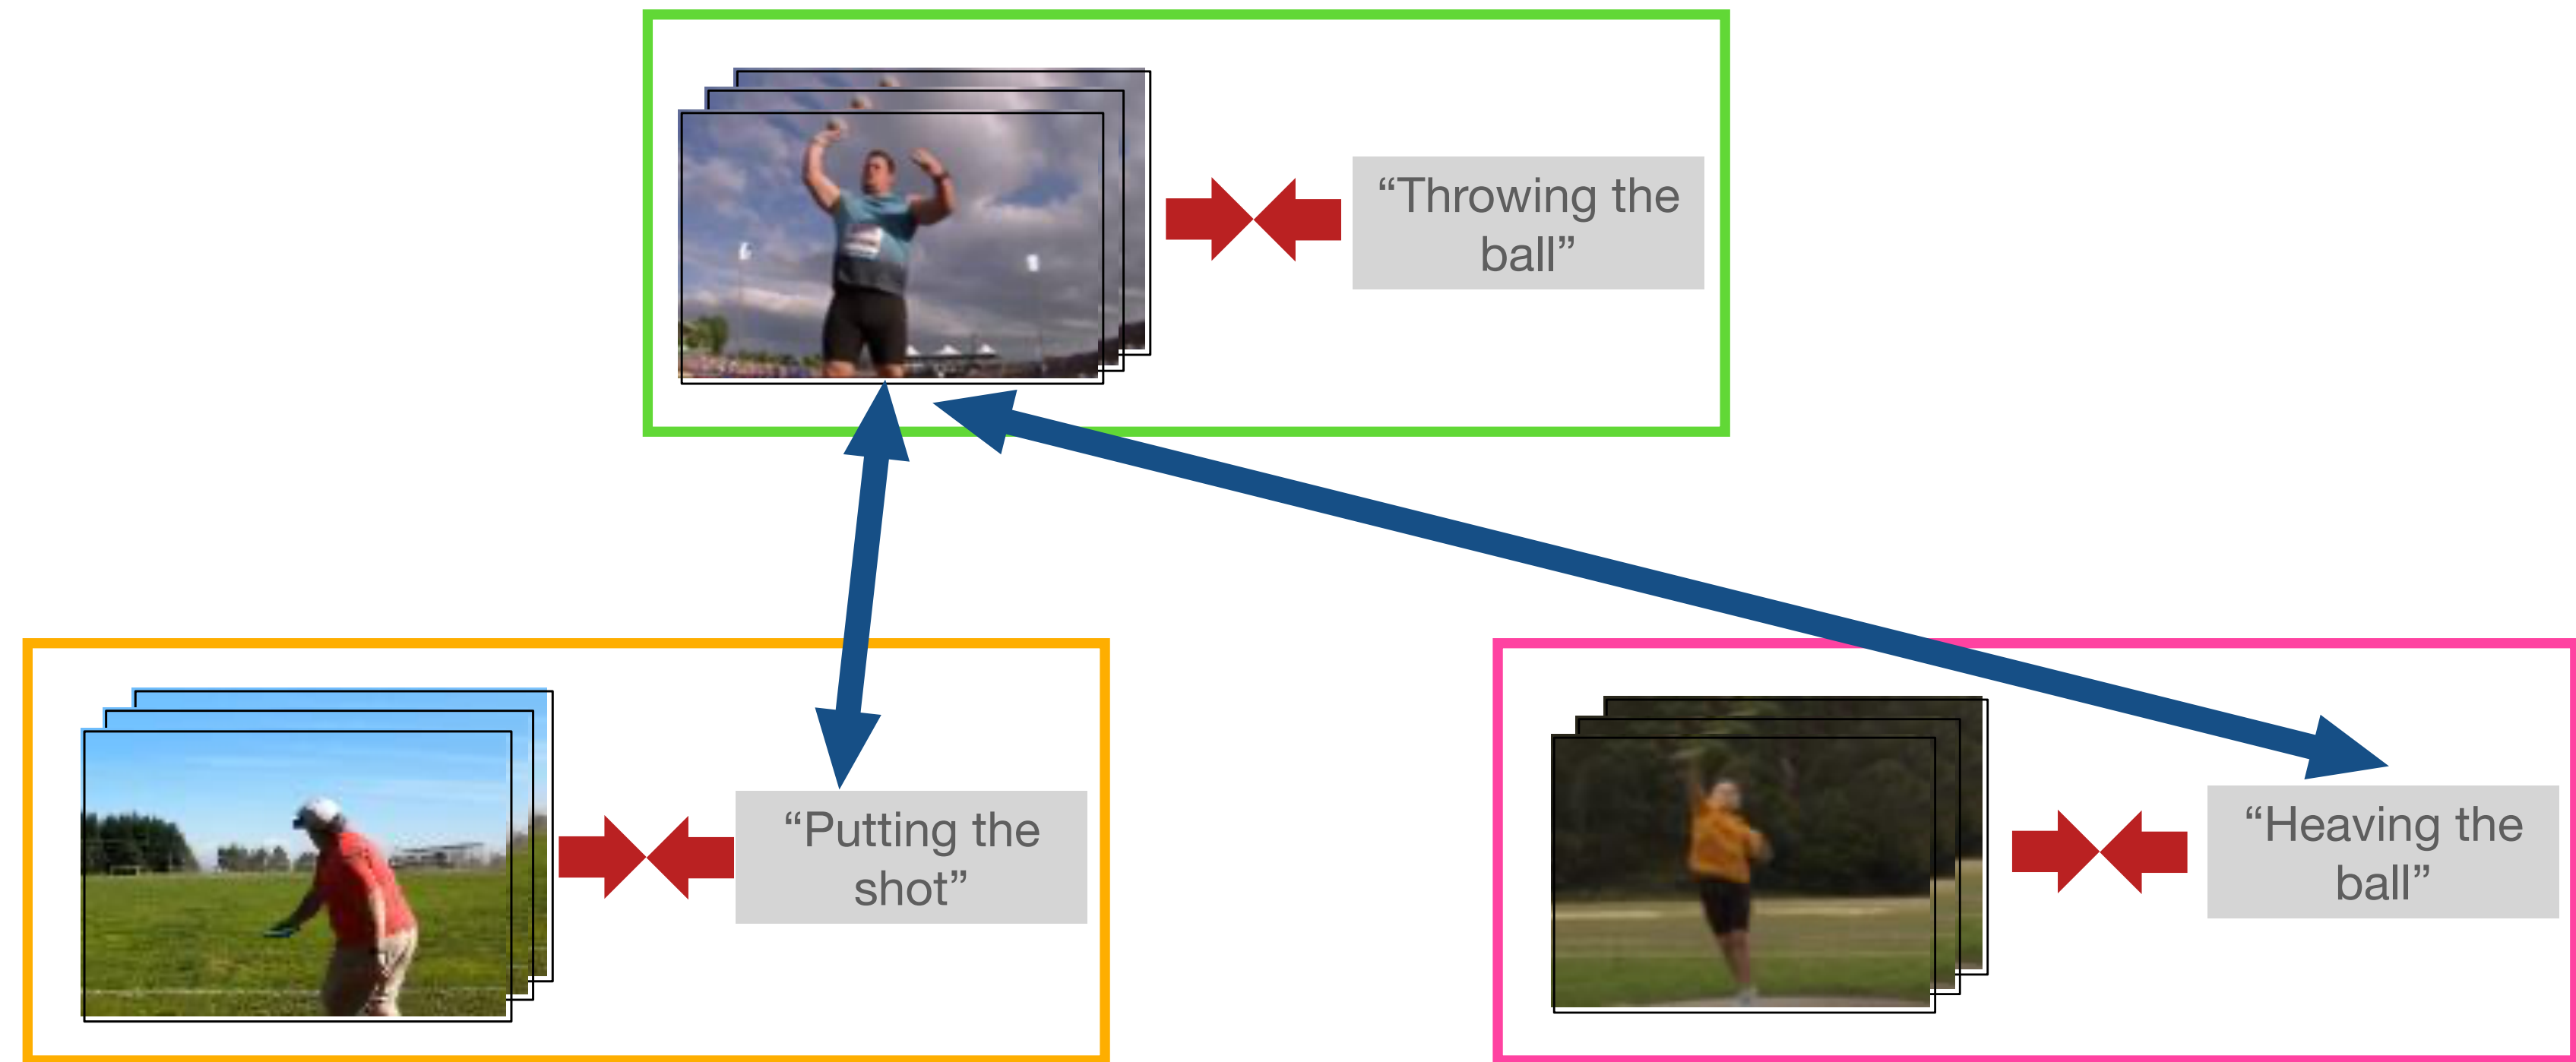 “Throwing the
ball”
“Putting the
shot”
“Heaving the
ball”